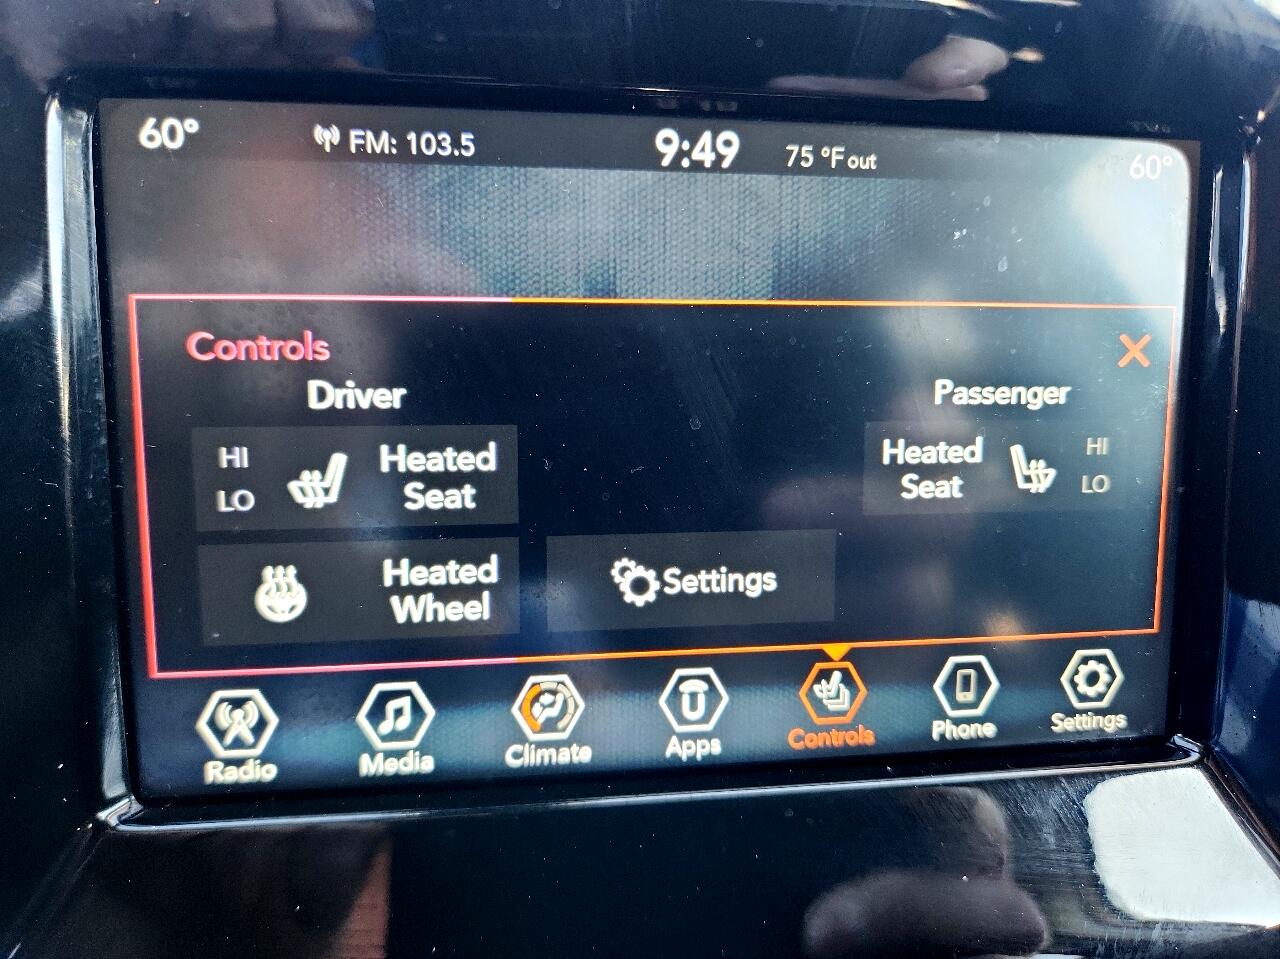 60° FM: 103.5 9:49 75 °F out 60°
Controls X
Driver Passenger
HI
LO
Heated
Seat
Heated
Seat
HI
LO
Heated
Wheel
Settings
Radio Media Climate Apps Controls Phone Settings